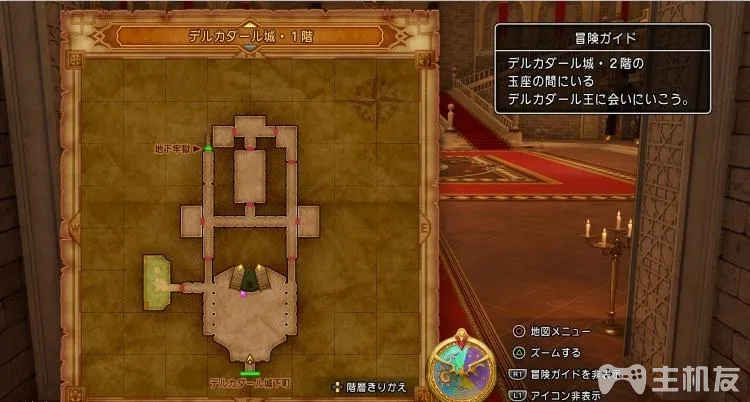 デルカダール城・1階
冒険ガイド
デルカダール城・2階の
玉座の間にいる
デルカダール王に会いにいこう。
地下牢獄
W
E
デルカダール城下町
階層きりかえ
地図メニュー
ズームする
R1 冒険ガイドを非表示
L1 アイコン非表示
主机友